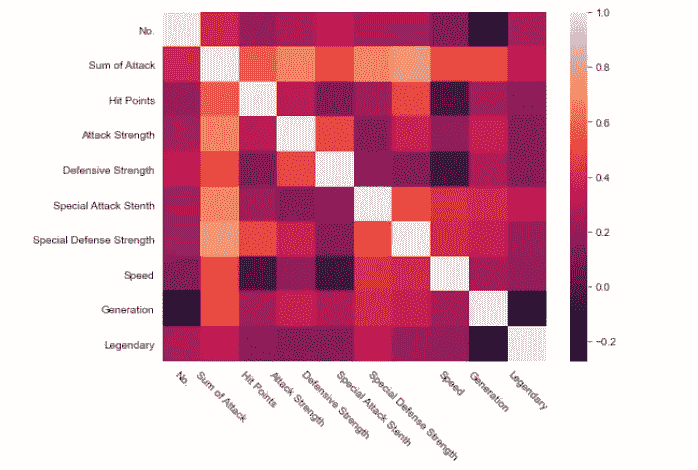 No.
Sum of Attack
Hit Points
Attack Strength
Defensive Strength
Special Attack Stenth
Special Defense Strength
Speed
Generation
Legendary
1.0
0.8
0.6
0.4
0.2
0.0
−0.2
No.
Sum of Attack
Hit Points
Attack Strength
Defensive Strength
Special Attack Stenth
Special Defense Strength
Speed
Generation
Legendary